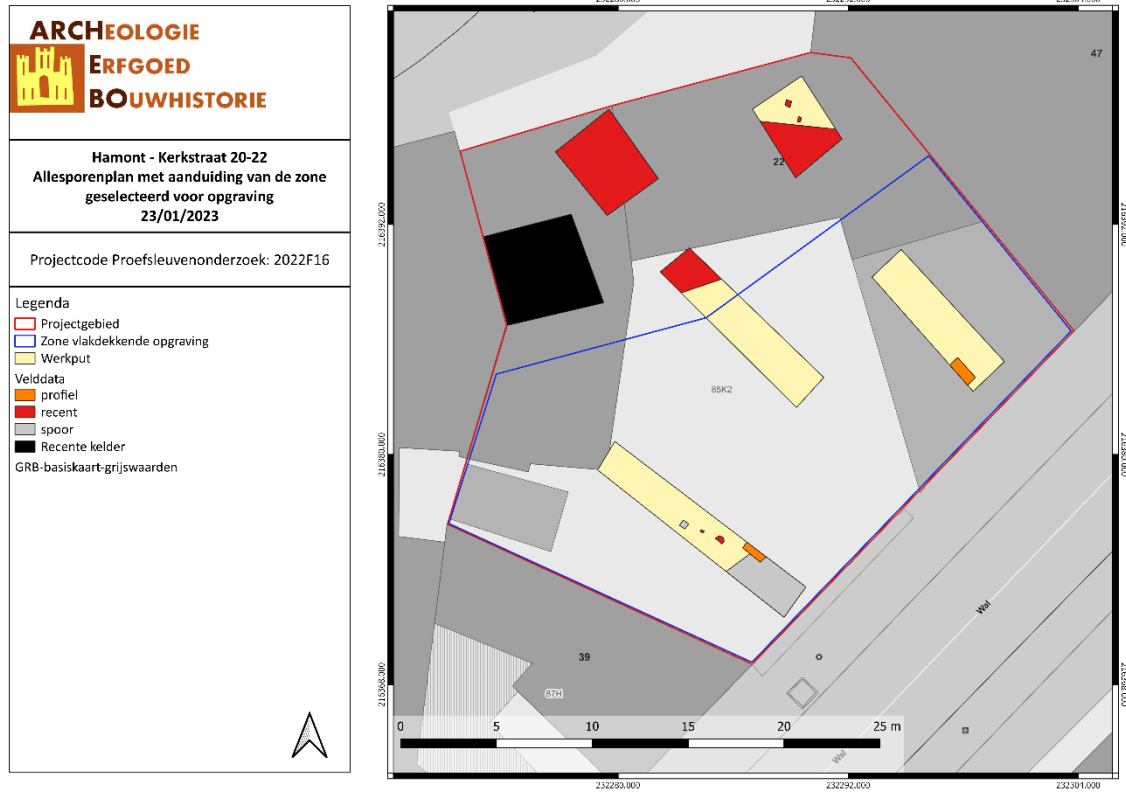 ARCHEOLOGIE
ERFGOED
BOUWHISTORIE
Hamont - Kerkstraat 20-22
Allesporenplan met aanduiding van de zone
geselecteerd voor opgraving
23/01/2023
Projectcode Proefsleuvenonderzoek: 2022F16
Legenda
Projectgebied
Zone vlakdekkende opgraving
Werkput
Velddata
profiel
recent
spoor
Recente kelder
GRB-basiskaart-grijswaarden
47
22
216392.000
85K2
216380.000
Wal
39
216368.000
87H
0 5 10 15 20 25 m
Wal
232280.000 232292.000 232304.000